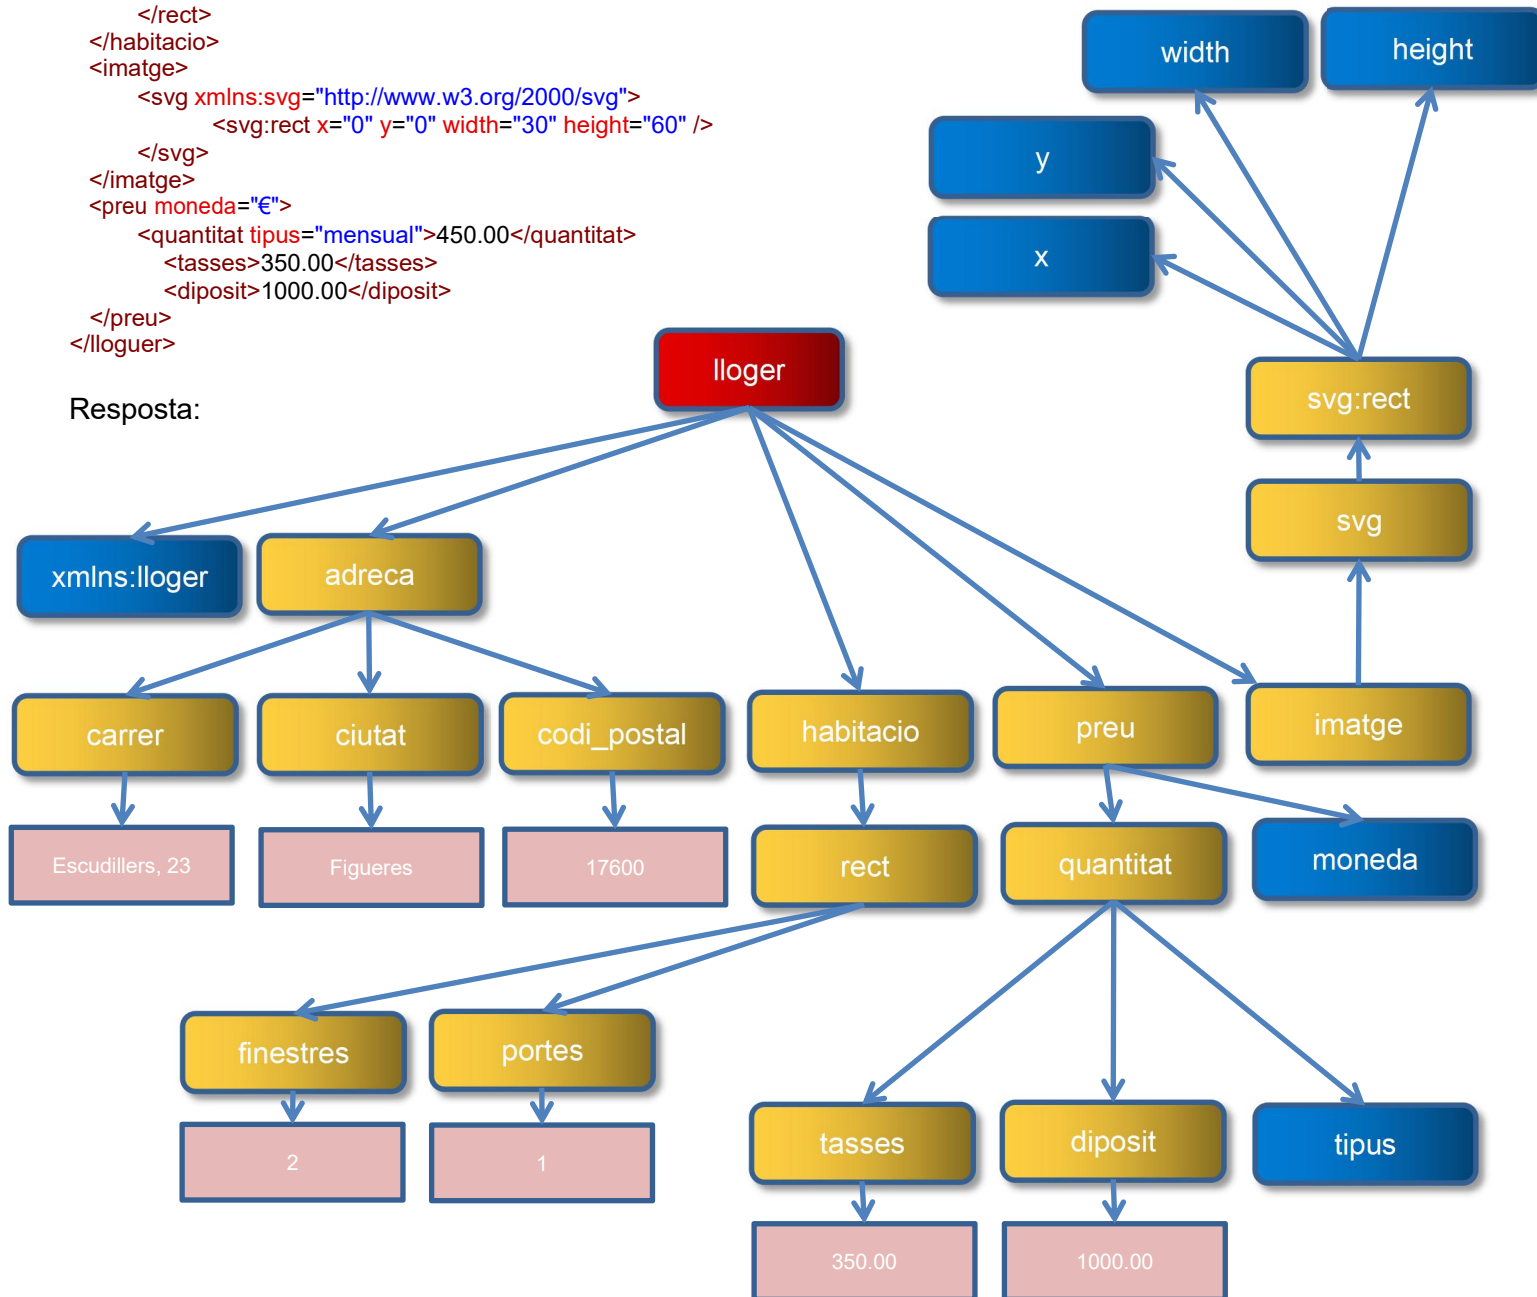 </rect>
</habitacio>
<imatge>
<svg xmlns:svg="http://www.w3.org/2000/svg">
<svg:rect x="0" y="0" width="30" height="60" />
</svg>
</imatge>
<preu moneda="€">
<quantitat tipus="mensual">450.00</quantitat>
<tasses>350.00</tasses>
<diposit>1000.00</diposit>
</preu>
</lloguer>
Resposta:
width
height
y
x
lloger
svg:rect
svg
xmlns:lloger
adreca
carrer
ciutat
codi_postal
habitacio
preu
imatge
Escudillers, 23
Figueres
17600
rect
quantitat
moneda
finestres
portes
2
1
tasses
diposit
tipus
350.00
1000.00